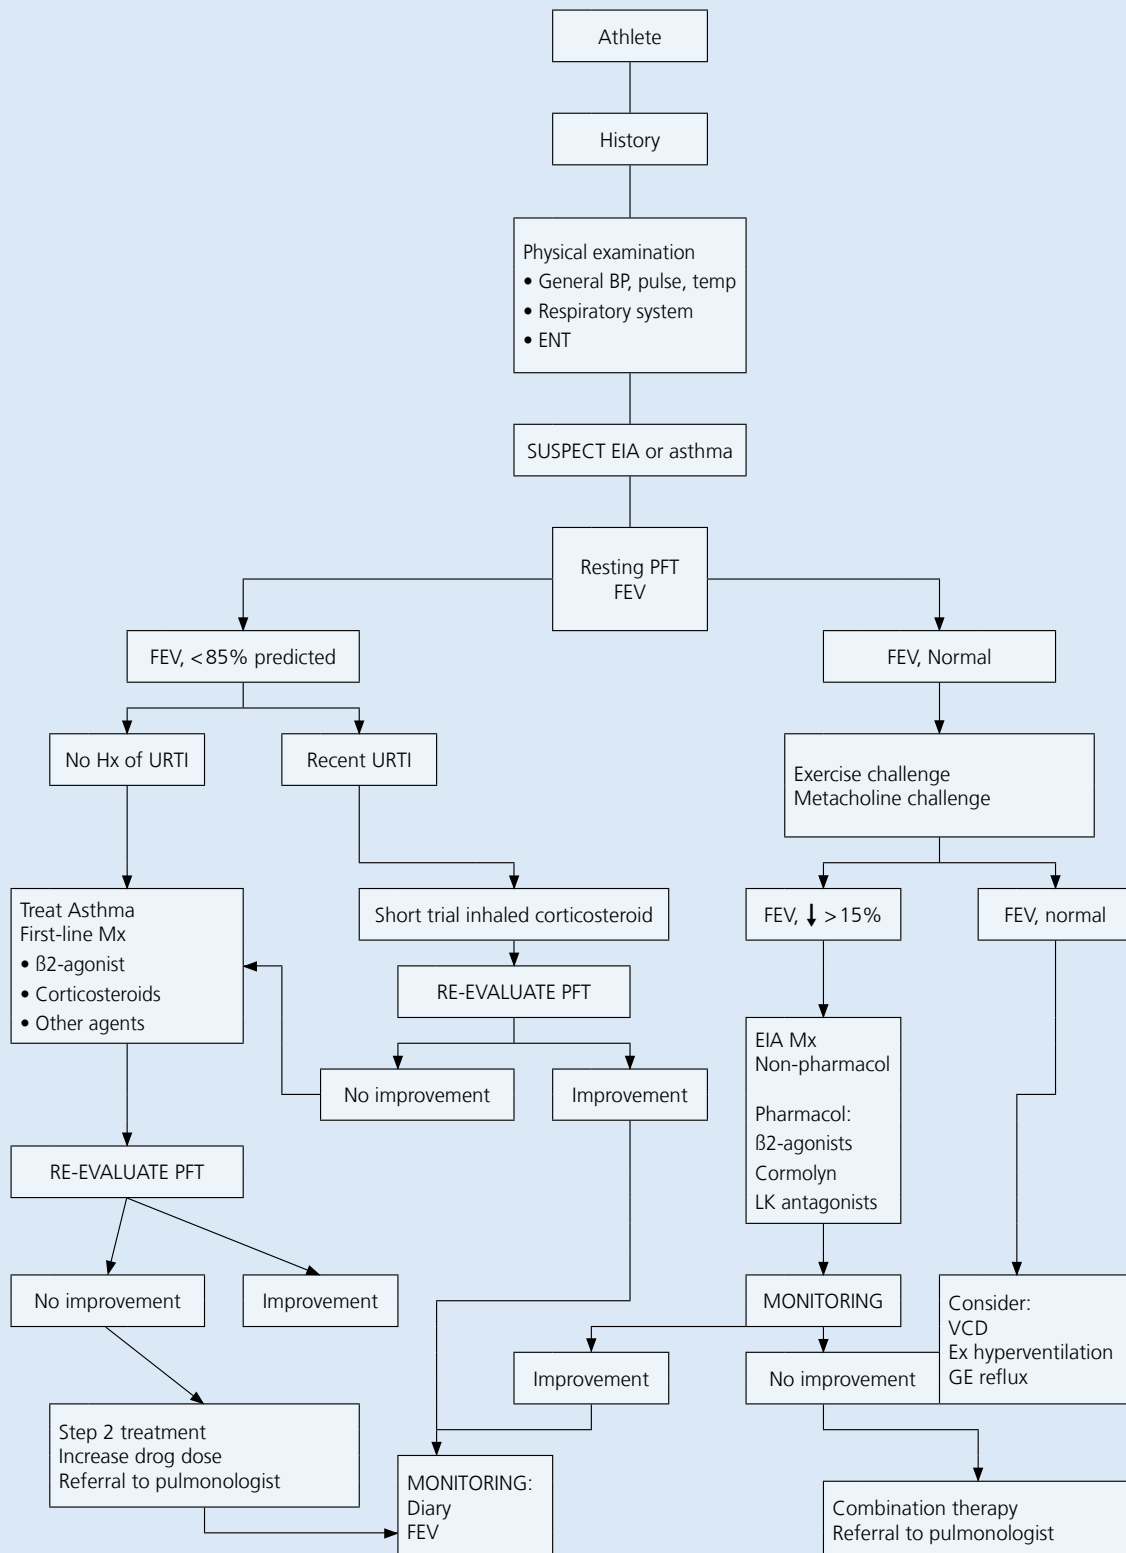 Athlete
History
Physical examination
• General BP, pulse, temp
• Respiratory system
• ENT
SUSPECT EIA or asthma
Resting PFT
FEV
FEV, <85% predicted
FEV, Normal
No Hx of URTI
Recent URTI
Exercise challenge
Metacholine challenge
Treat Asthma
First-line Mx
• ß2-agonist
• Corticosteroids
• Other agents
Short trial inhaled corticosteroid
FEV, ↓ >15%
FEV, normal
RE-EVALUATE PFT
No improvement
Improvement
EIA Mx
Non-pharmacol
Pharmacol:
ß2-agonists
Cormolyn
LK antagonists
RE-EVALUATE PFT
No improvement
Improvement
MONITORING
Consider:
VCD
Ex hyperventilation
GE reflux
Improvement
No improvement
Step 2 treatment
Increase drug dose
Referral to pulmonologist
MONITORING:
Diary
FEV
Combination therapy
Referral to pulmonologist